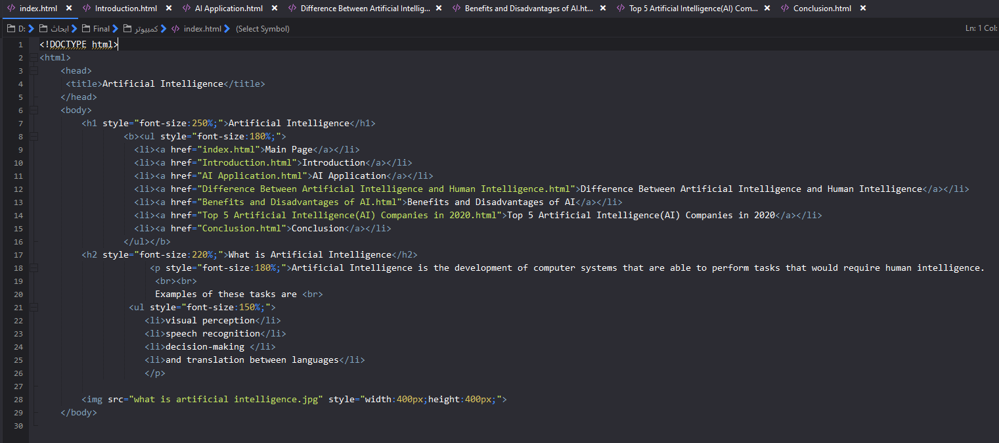 index.html
Introduction.html
AI Application.html
Difference Between Artificial Intellig...
Benefits and Disadvantages of AI.ht...
Top 5 Artificial Intelligence(AI) Com...
Conclusion.html
D: ابحاث Final كمبيوتر index.html (Select Symbol)
Ln: 1 Col:
1 <!DOCTYPE html>
2 <html>
3 <head>
4 <title>Artificial Intelligence</title>
5 </head>
6 <body>
7 <h1 style="font-size:250%;">Artificial Intelligence</h1>
8 <b><ul style="font-size:180%;">
9 <li><a href="index.html">Main Page</a></li>
10 <li><a href="Introduction.html">Introduction</a></li>
11 <li><a href="AI Application.html">AI Application</a></li>
12 <li><a href="Difference Between Artificial Intelligence and Human Intelligence.html">Difference Between Artificial Intelligence and Human Intelligence</a></li>
13 <li><a href="Benefits and Disadvantages of AI.html">Benefits and Disadvantages of AI</a></li>
14 <li><a href="Top 5 Artificial Intelligence(AI) Companies in 2020.html">Top 5 Artificial Intelligence(AI) Companies in 2020</a></li>
15 <li><a href="Conclusion.html">Conclusion</a></li>
16 </ul></b>
17 <h2 style="font-size:220%;">What is Artificial Intelligence</h2>
18 <p style="font-size:180%;">Artificial Intelligence is the development of computer systems that are able to perform tasks that would require human intelligence.
19 <br><br>
20 Examples of these tasks are <br>
21 <ul style="font-size:150%;">
22 <li>visual perception</li>
23 <li>speech recognition</li>
24 <li>decision-making </li>
25 <li>and translation between languages</li>
26 </p>
27
28 <img src="what is artificial intelligence.jpg" style="width:400px;height:400px;">
29 </body>
30